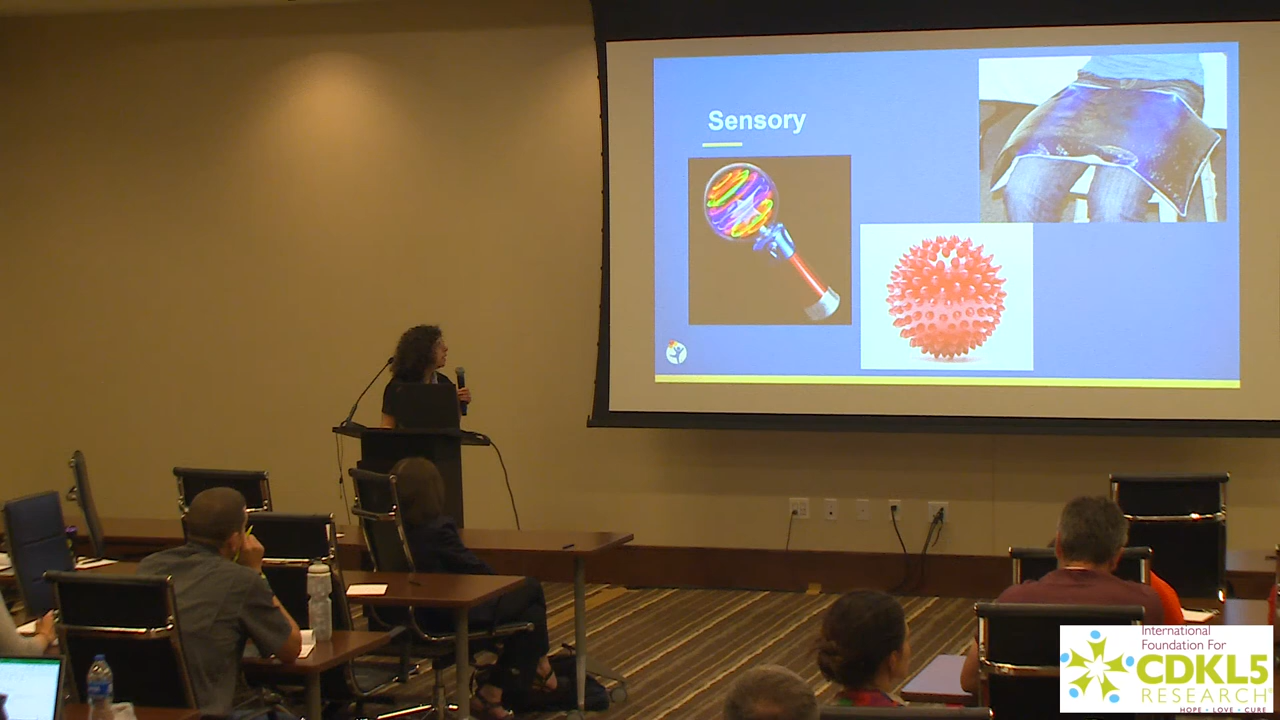 Sensory
International
Foundation For
CDKL5
RESEARCH®
HOPE • LOVE • CURE